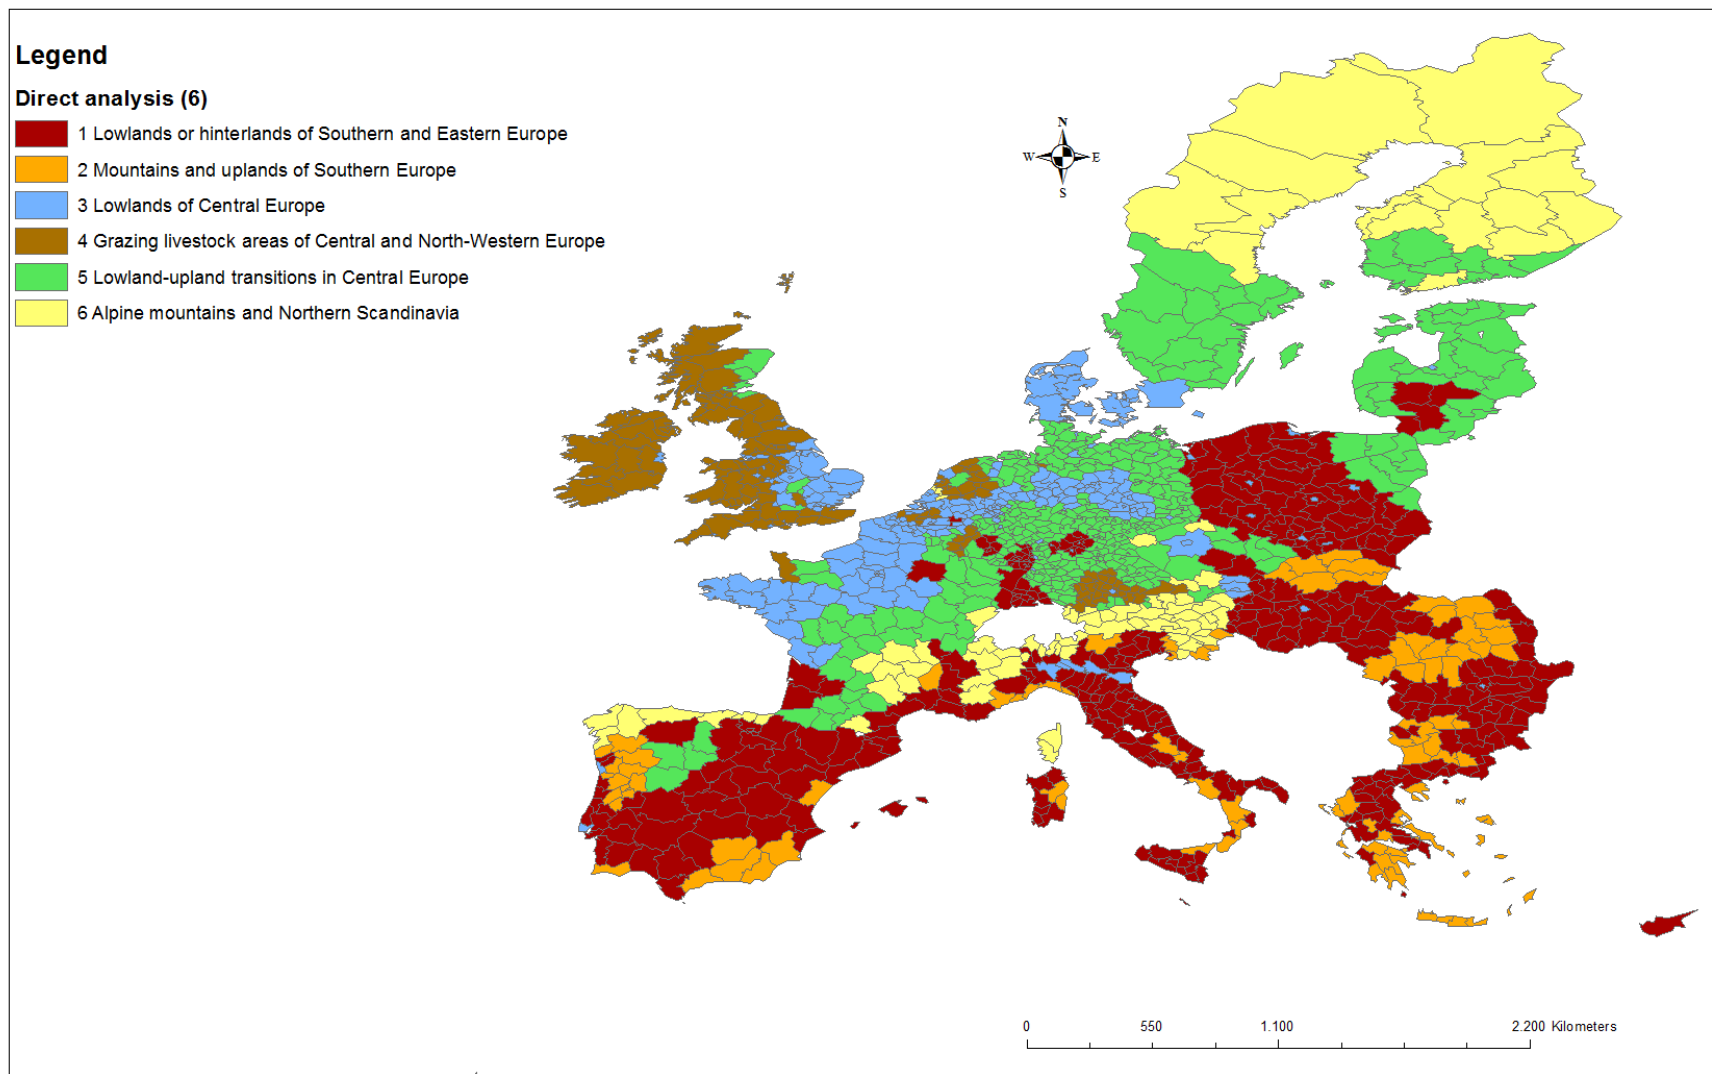 Legend
Direct analysis (6)
1 Lowlands or hinterlands of Southern and Eastern Europe
2 Mountains and uplands of Southern Europe
3 Lowlands of Central Europe
4 Grazing livestock areas of Central and North-Western Europe
5 Lowland-upland transitions in Central Europe
6 Alpine mountains and Northern Scandinavia
N
W E
S
0 550 1.100 2.200 Kilometers